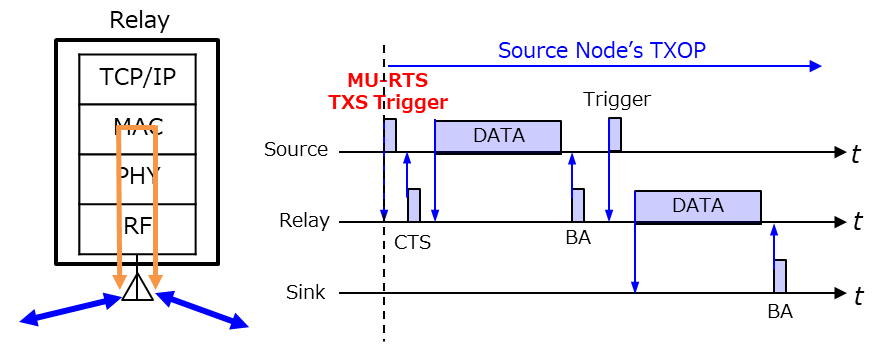 Relay
TCP/IP
MAC
PHY
RF
Source Node's TXOP
MU-RTS
TXS Trigger
Trigger
Source
DATA
t
Relay
DATA
t
CTS
BA
Sink
t
BA